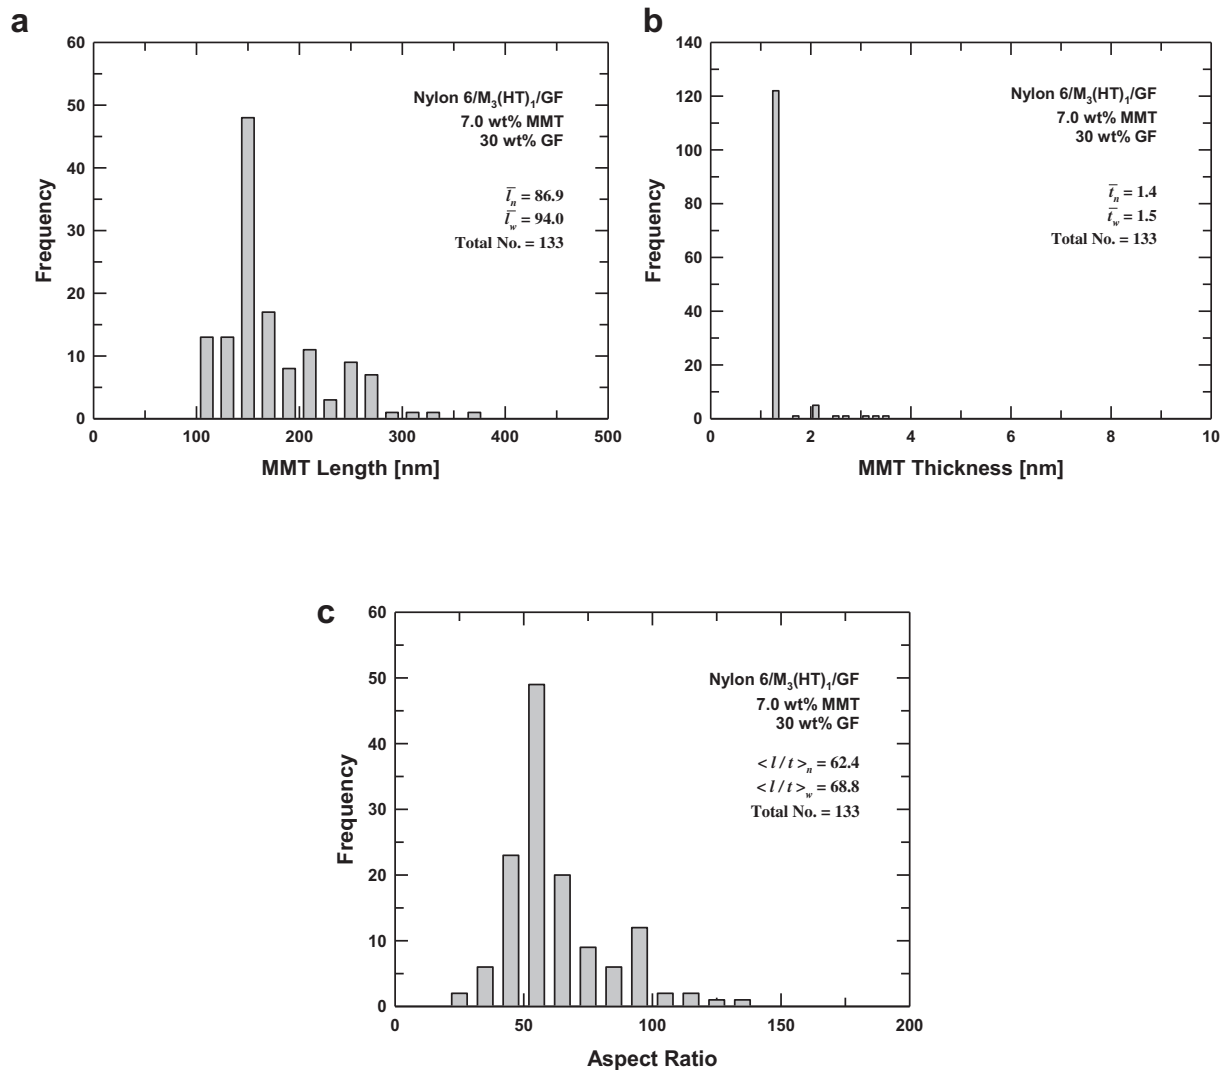 a
60
50
40
30
20
10
0
Frequency
Nylon 6/M₃(HT)₁/GF
7.0 wt% MMT
30 wt% GF
l̅ₙ = 86.9
l̅_w = 94.0
Total No. = 133
0 100 200 300 400 500
MMT Length [nm]
b
140
120
100
80
60
40
20
0
Frequency
Nylon 6/M₃(HT)₁/GF
7.0 wt% MMT
30 wt% GF
t̅ₙ = 1.4
t̅_w = 1.5
Total No. = 133
0 2 4 6 8 10
MMT Thickness [nm]
c
60
50
40
30
20
10
0
Frequency
Nylon 6/M₃(HT)₁/GF
7.0 wt% MMT
30 wt% GF
< l / t >ₙ = 62.4
< l / t >_w = 68.8
Total No. = 133
0 50 100 150 200
Aspect Ratio